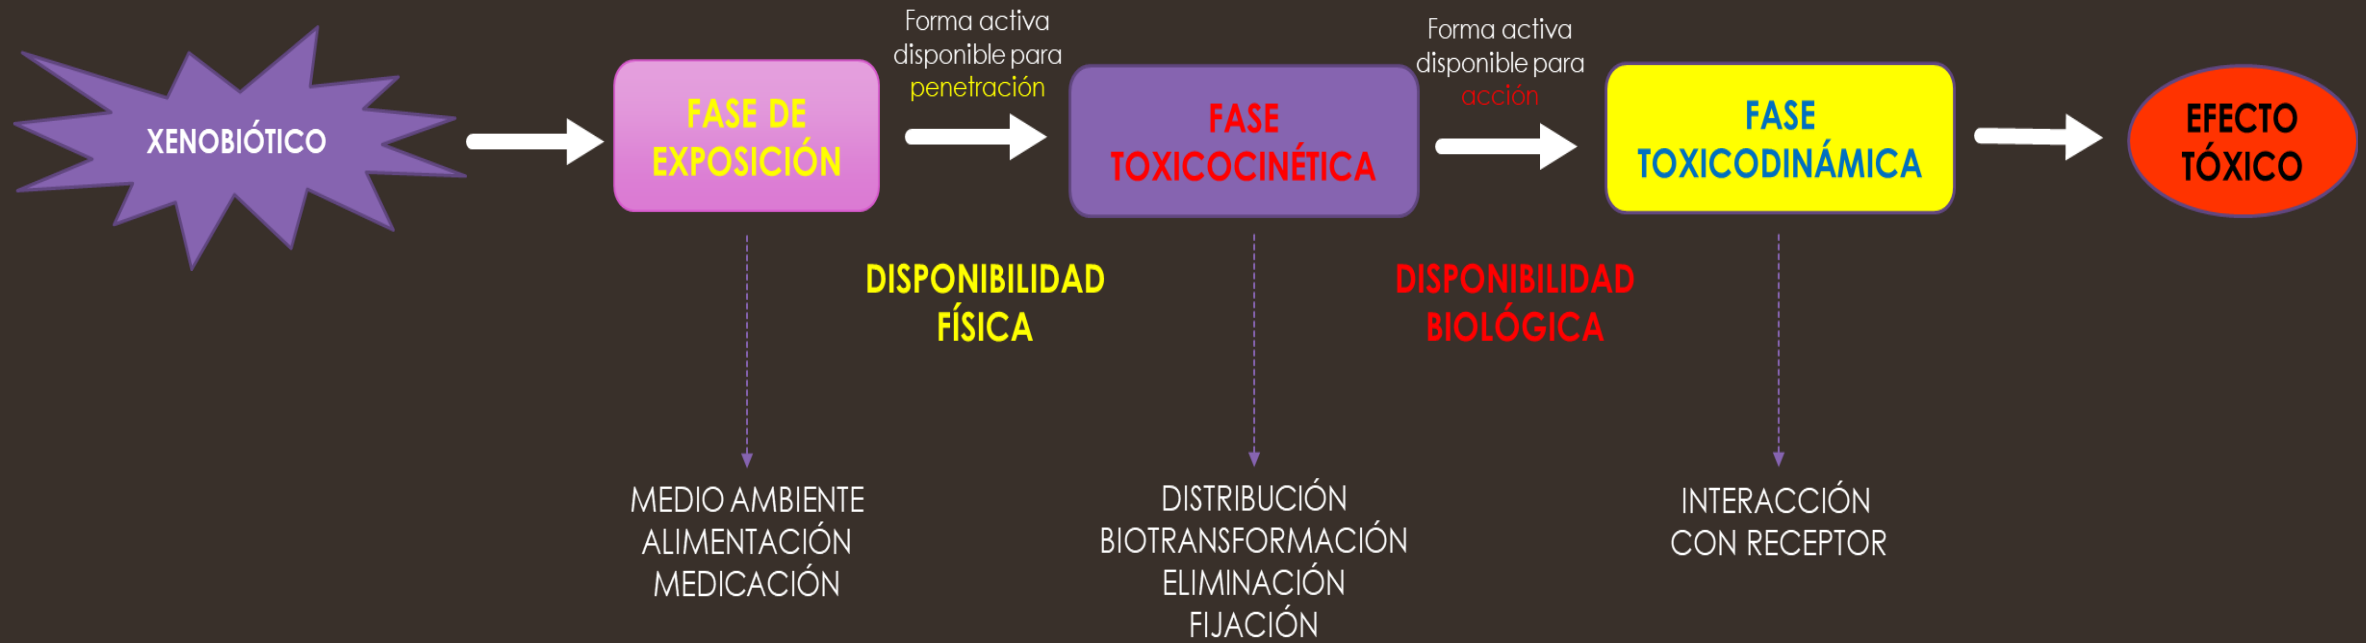 XENOBIÓTICO
FASE DE
EXPOSICIÓN
Forma activa
disponible para
penetración
FASE
TOXICOCINÉTICA
Forma activa
disponible para
acción
FASE
TOXICODINÁMICA
EFECTO
TÓXICO
DISPONIBILIDAD
FÍSICA
DISPONIBILIDAD
BIOLÓGICA
MEDIO AMBIENTE
ALIMENTACIÓN
MEDICACIÓN
DISTRIBUCIÓN
BIOTRANSFORMACIÓN
ELIMINACIÓN
FIJACIÓN
INTERACCIÓN
CON RECEPTOR